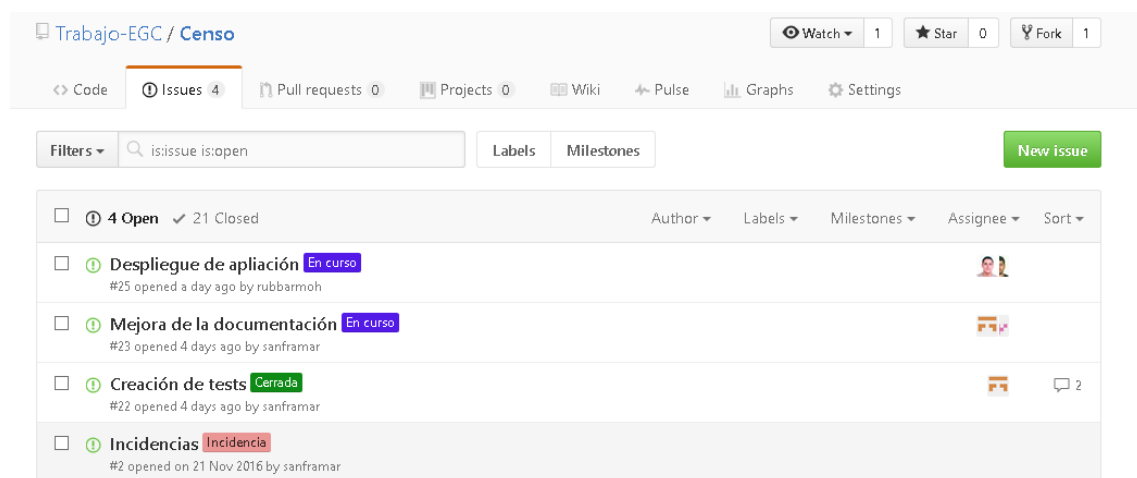 Trabajo-EGC / Censo
Watch 1 Star 0 Fork 1
Code Issues 4 Pull requests 0 Projects 0 Wiki Pulse Graphs Settings
Filters is:issue is:open Labels Milestones New issue
4 Open 21 Closed Author Labels Milestones Assignee Sort
Despliegue de apliación En curso
#25 opened a day ago by rubbarmoh
Mejora de la documentación En curso
#23 opened 4 days ago by sanframar
Creación de tests Cerrada 2
#22 opened 4 days ago by sanframar
Incidencias Incidencia
#2 opened on 21 Nov 2016 by sanframar